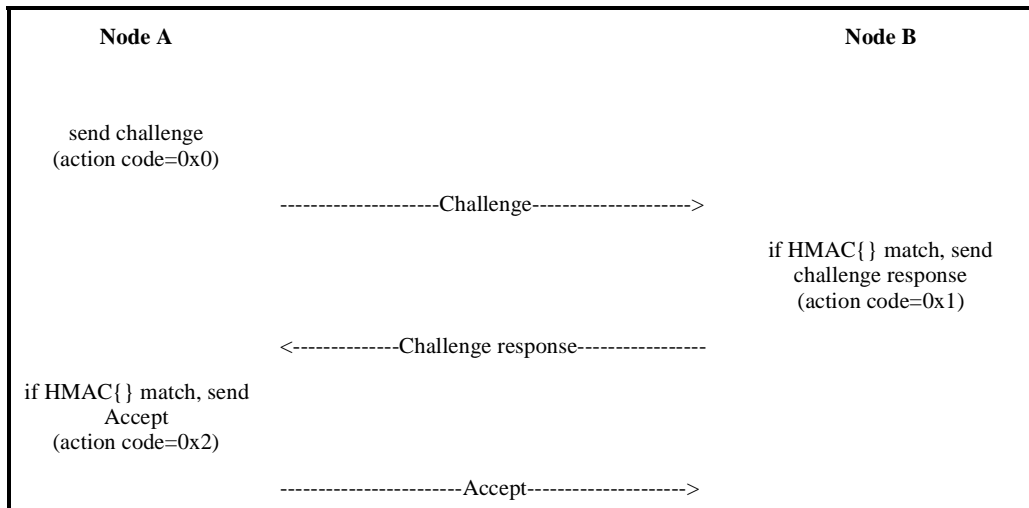 Node A
Node B
send challenge
(action code=0x0)
---------------------Challenge--------------------->
if HMAC{} match, send
challenge response
(action code=0x1)
<--------------Challenge response-----------------
if HMAC{} match, send
Accept
(action code=0x2)
------------------------Accept--------------------->